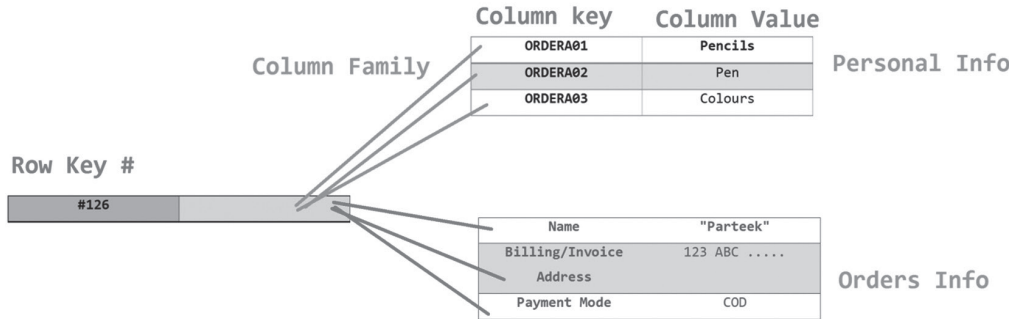 Column key Column Value
ORDERA01 Pencils
Column Family ORDERA02 Pen Personal Info
ORDERA03 Colours
Row Key #
#126
Name "Parteek"
Billing/Invoice 123 ABC .....
Address
Orders Info
Payment Mode COD